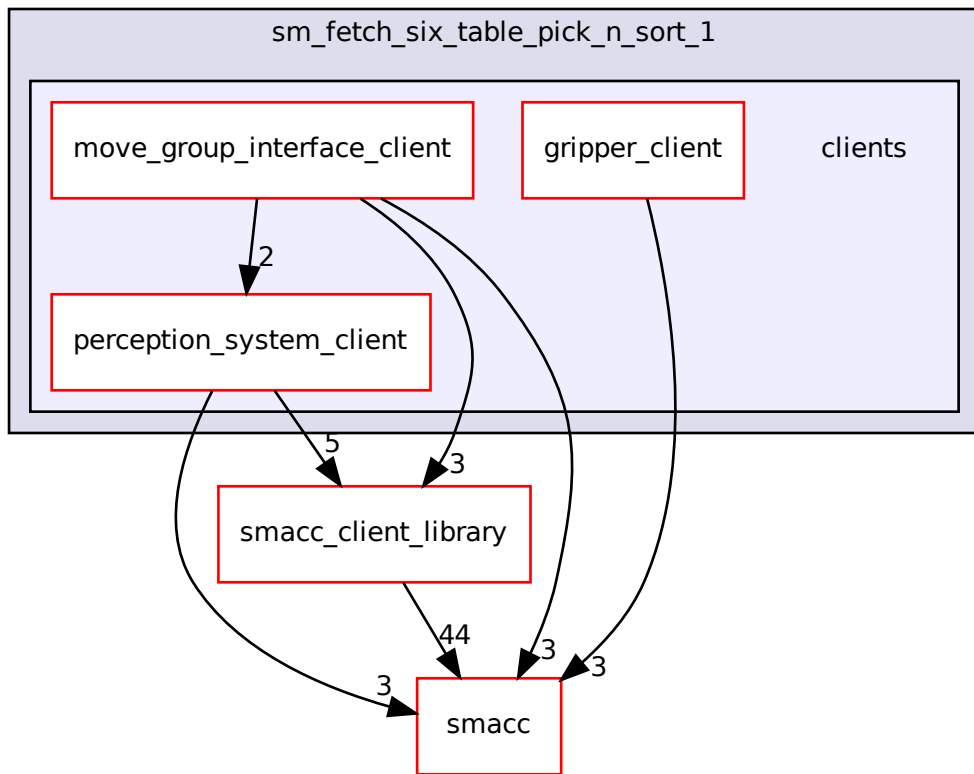 sm_fetch_six_table_pick_n_sort_1
move_group_interface_client
gripper_client
clients
2
perception_system_client
5
3
smacc_client_library
44
3
3
3
smacc